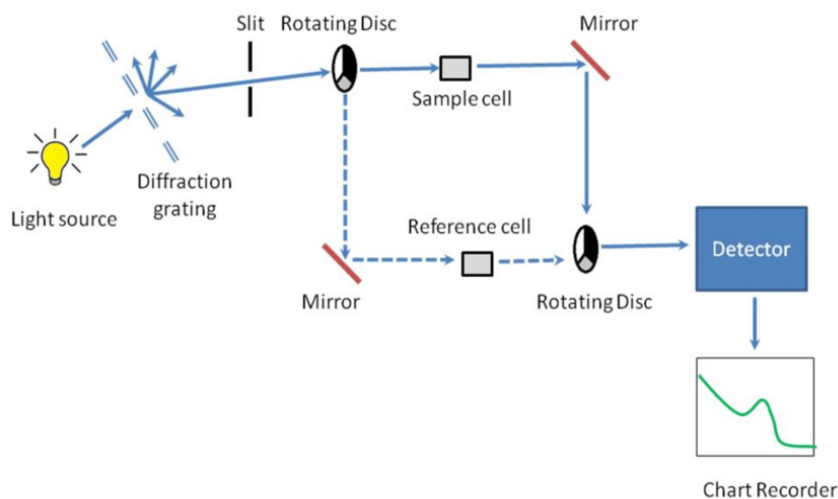 Slit
Rotating Disc
Mirror
Sample cell
Diffraction
grating
Light source
Reference cell
Detector
Mirror
Rotating Disc
Chart Recorder